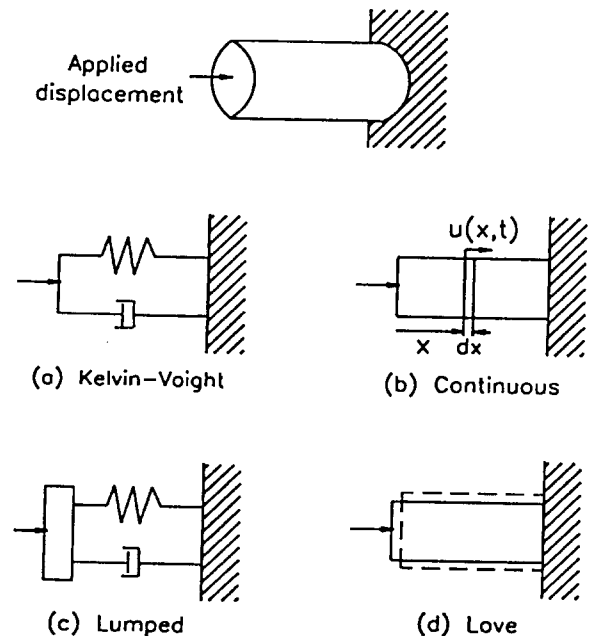 Applied
displacement
u(x,t)
x dx
(a) Kelvin-Voight
(b) Continuous
(c) Lumped
(d) Love